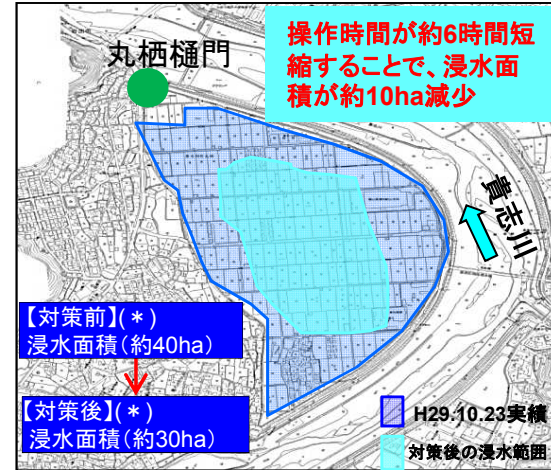 丸栖樋門
操作時間が約6時間短
縮することで、浸水面
積が約10ha減少
貴志川
【対策前】(*)
浸水面積(約40ha)
【対策後】(*)
浸水面積(約30ha)
H29.10.23実績
対策後の浸水範囲